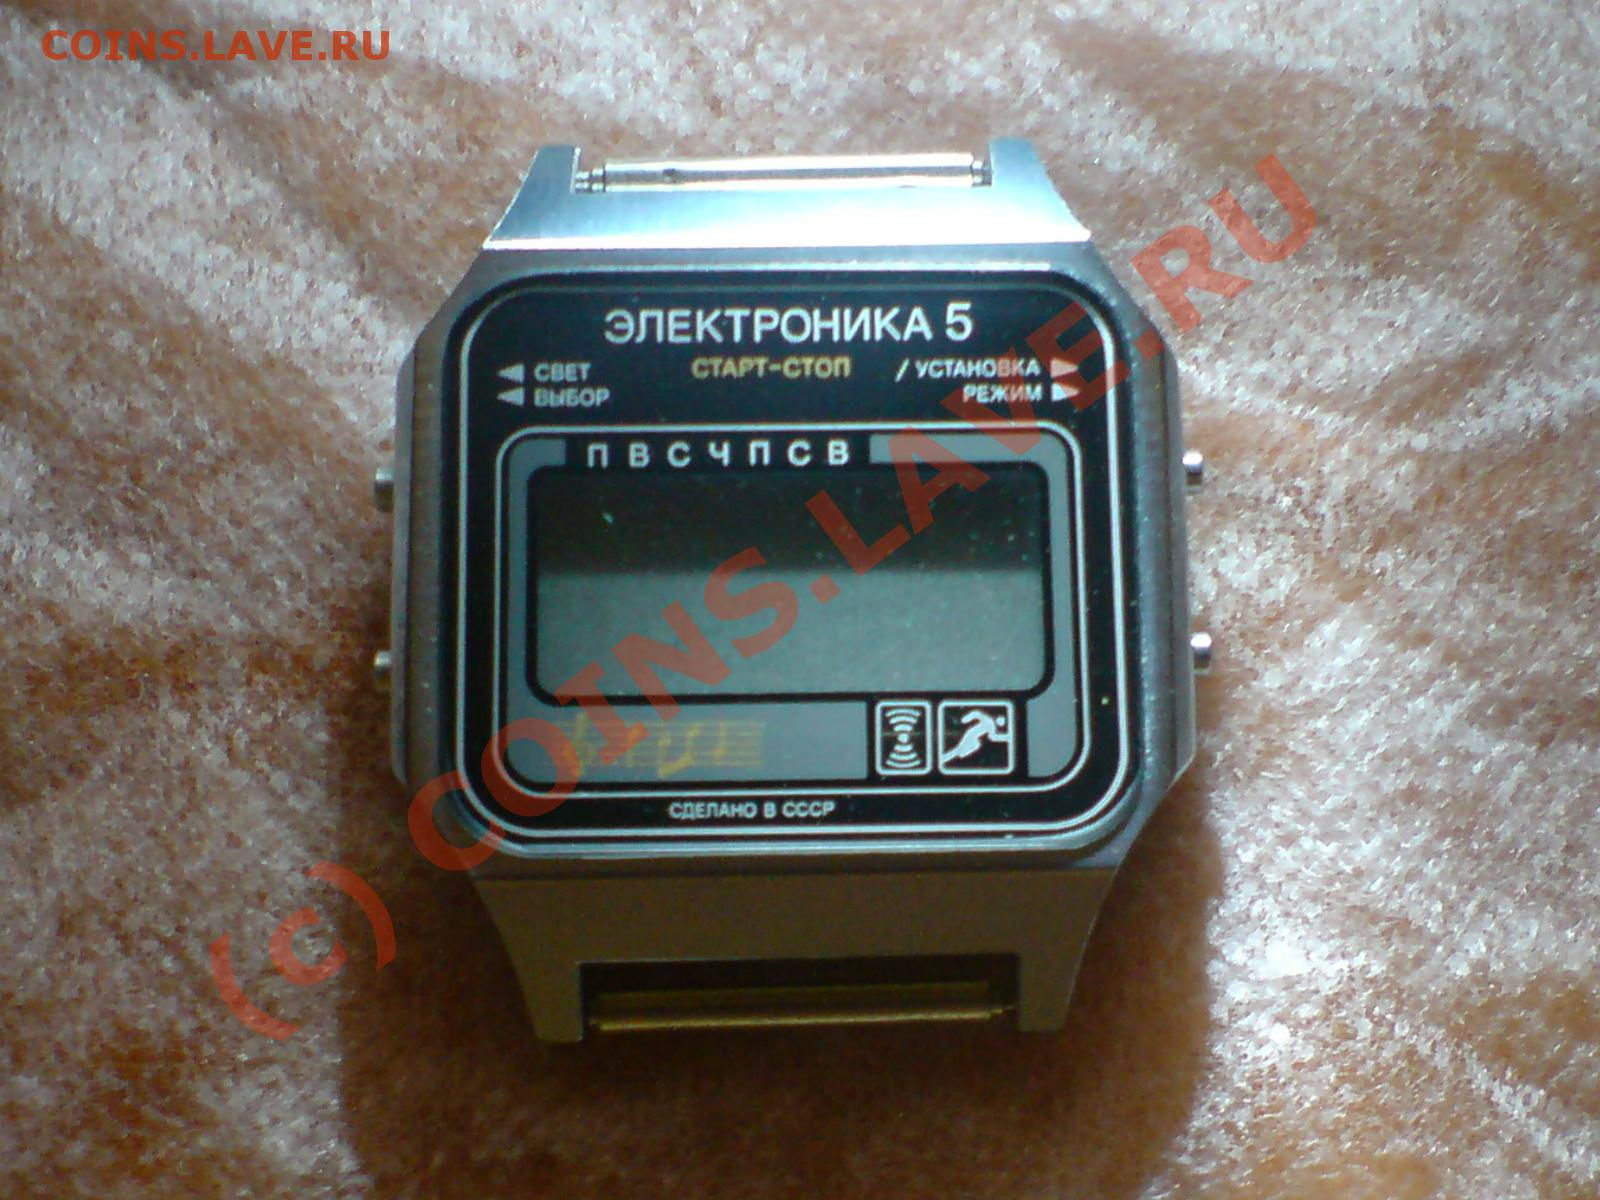 COINS.LAVE.RU
ЭЛЕКТРОНИКА 5
СВЕТ СТАРТ-СТОП / УСТАНОВКА
ВЫБОР РЕЖИМ
П В С Ч П С В
СДЕЛАНО В СССР
(c) COINS.LAVE.RU